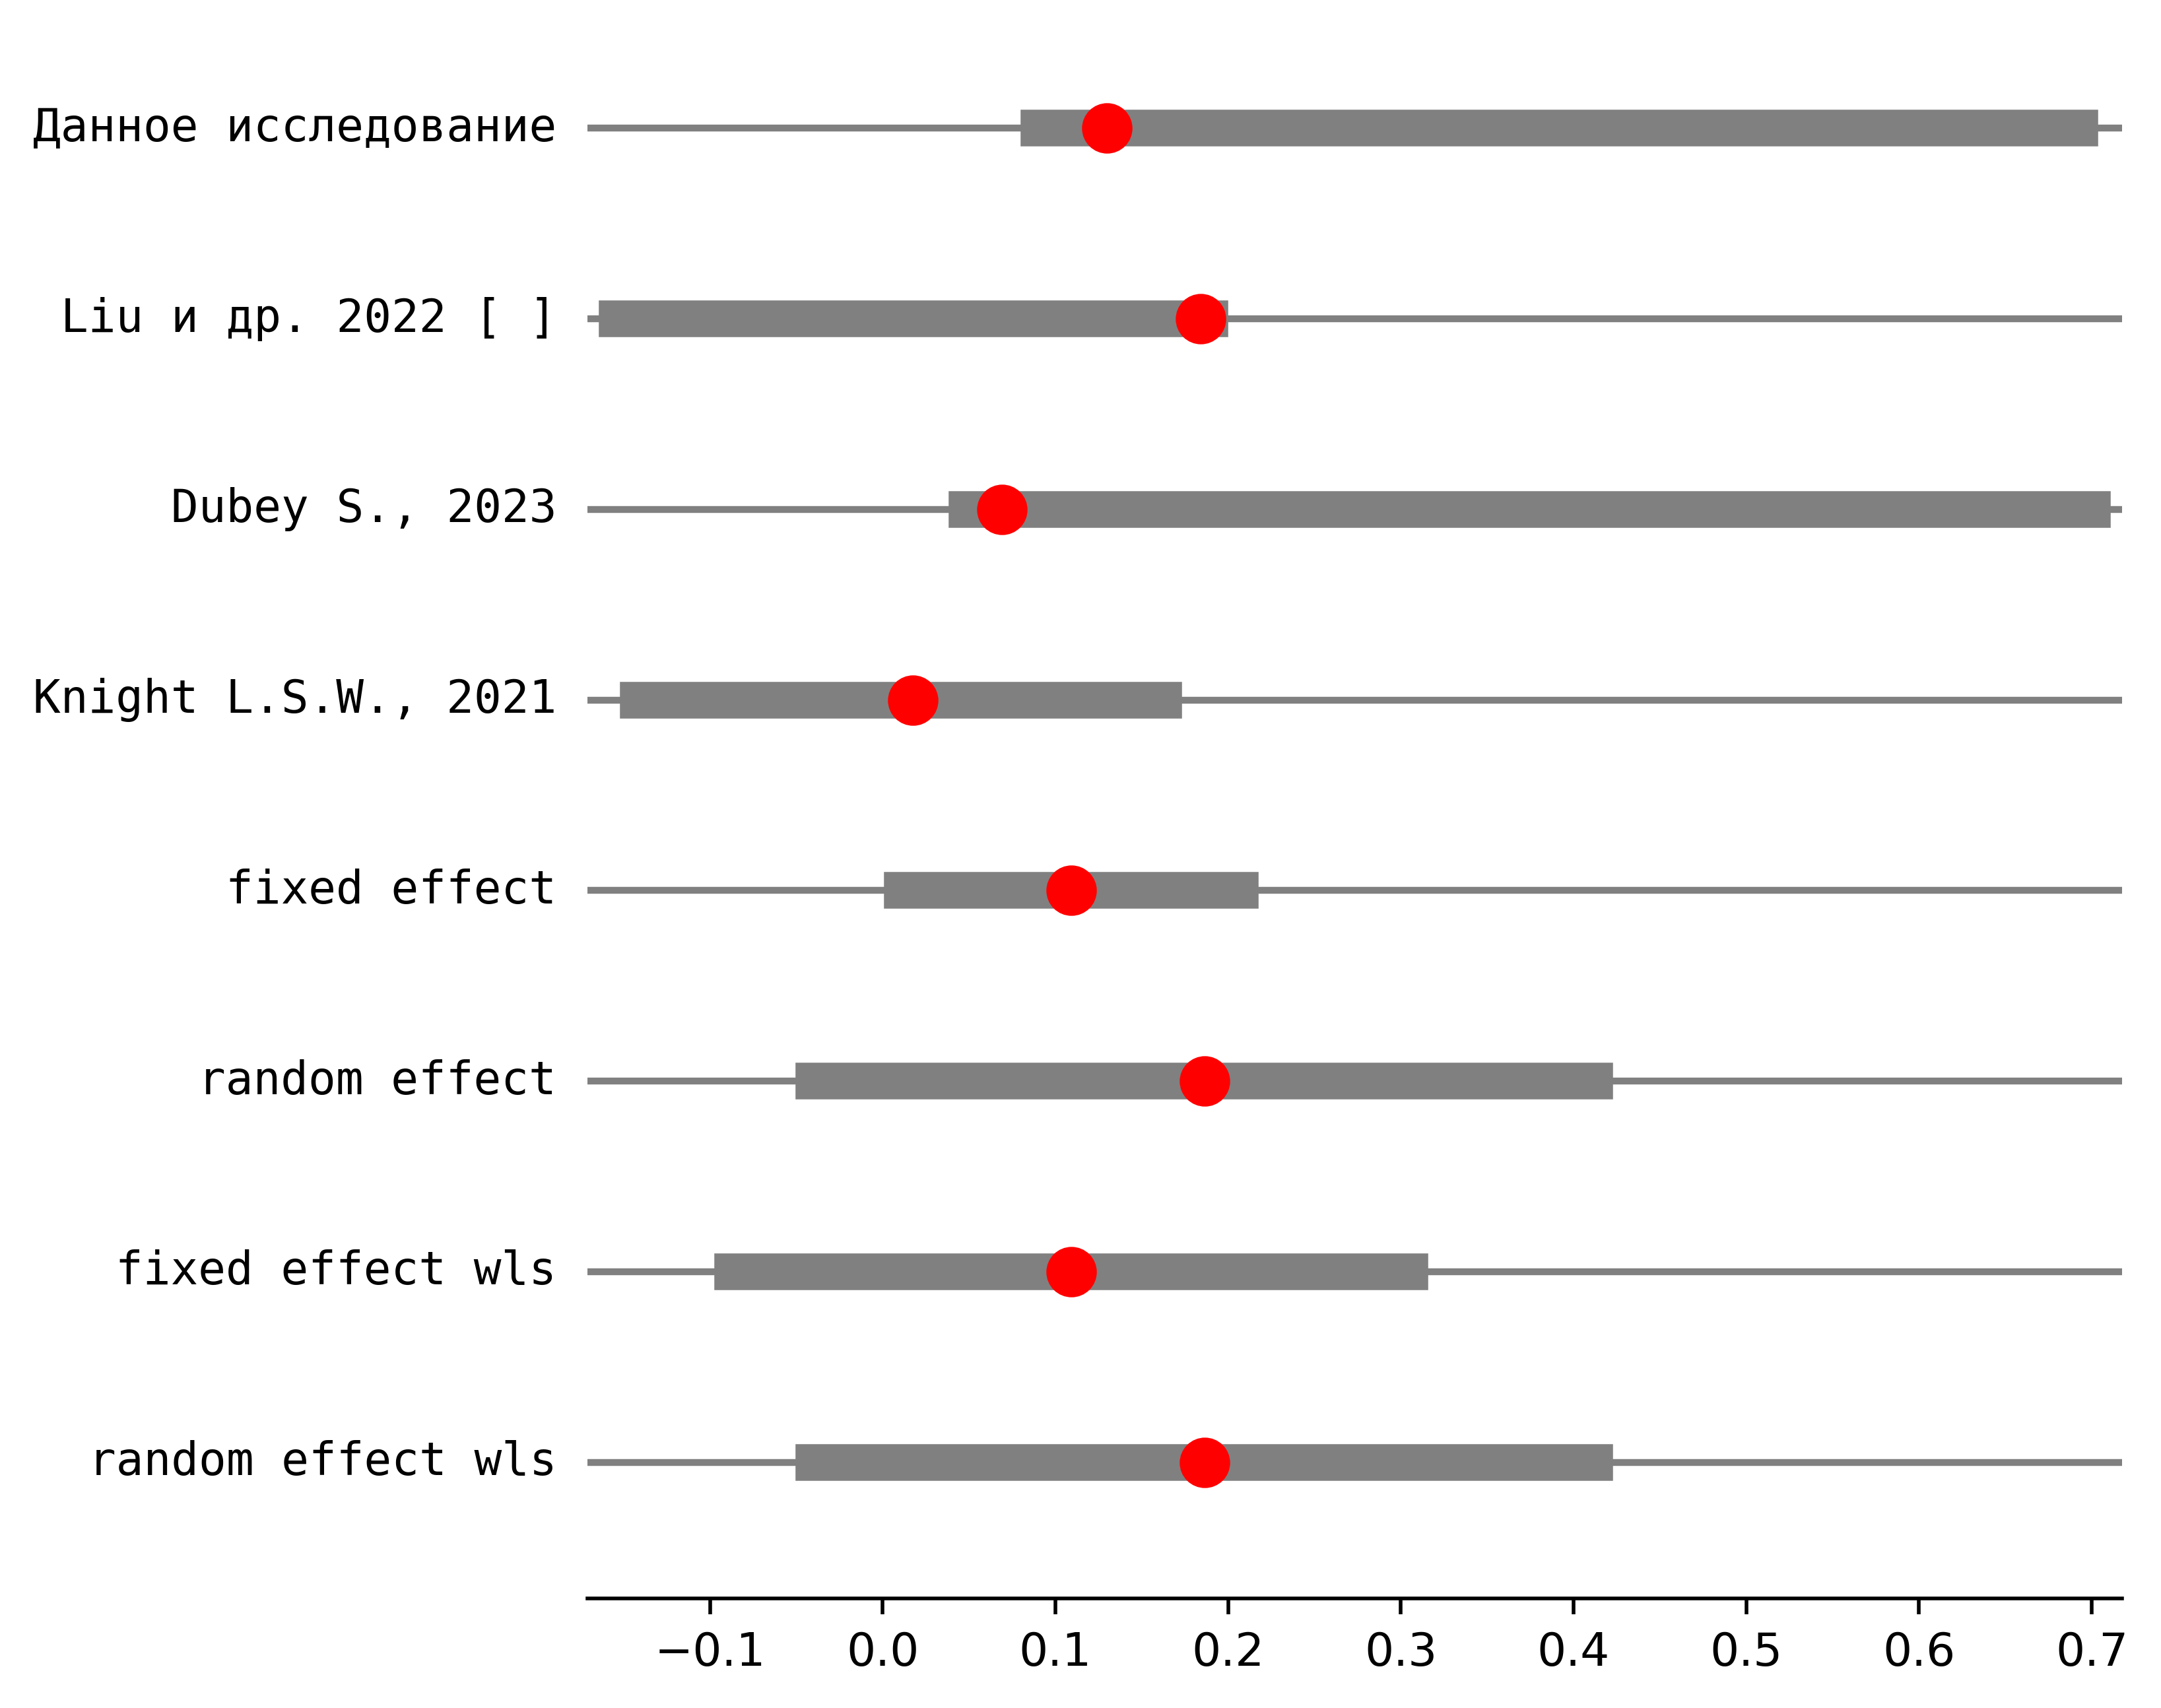 Данное исследование
Liu и др. 2022 [ ]
Dubey S., 2023
Knight L.S.W., 2021
fixed effect
random effect
fixed effect wls
random effect wls
−0.1 0.0 0.1 0.2 0.3 0.4 0.5 0.6 0.7